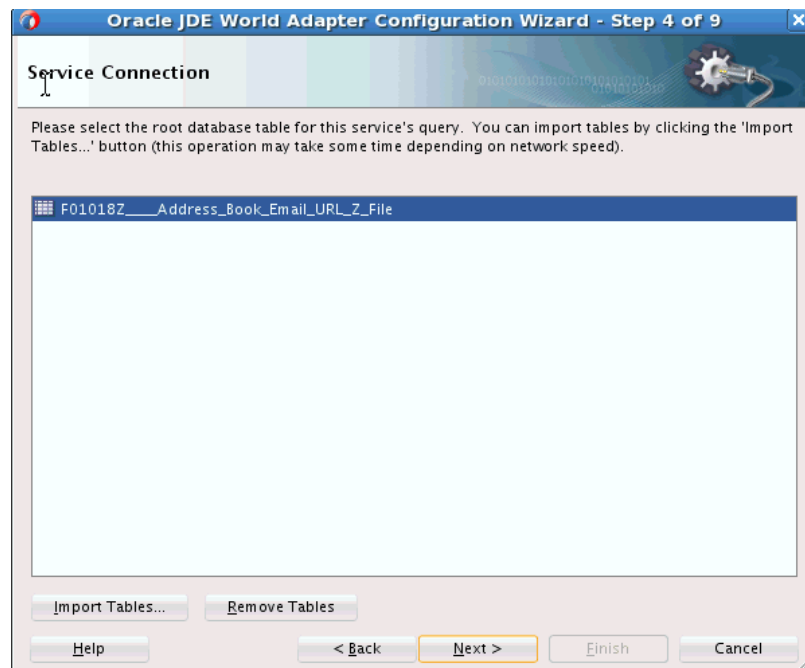 Oracle JDE World Adapter Configuration Wizard - Step 4 of 9
Service Connection
Please select the root database table for this service's query. You can import tables by clicking the 'Import
Tables...' button (this operation may take some time depending on network speed).
F01018Z____Address_Book_Email_URL_Z_File
Import Tables... Remove Tables
Help < Back Next > Finish Cancel